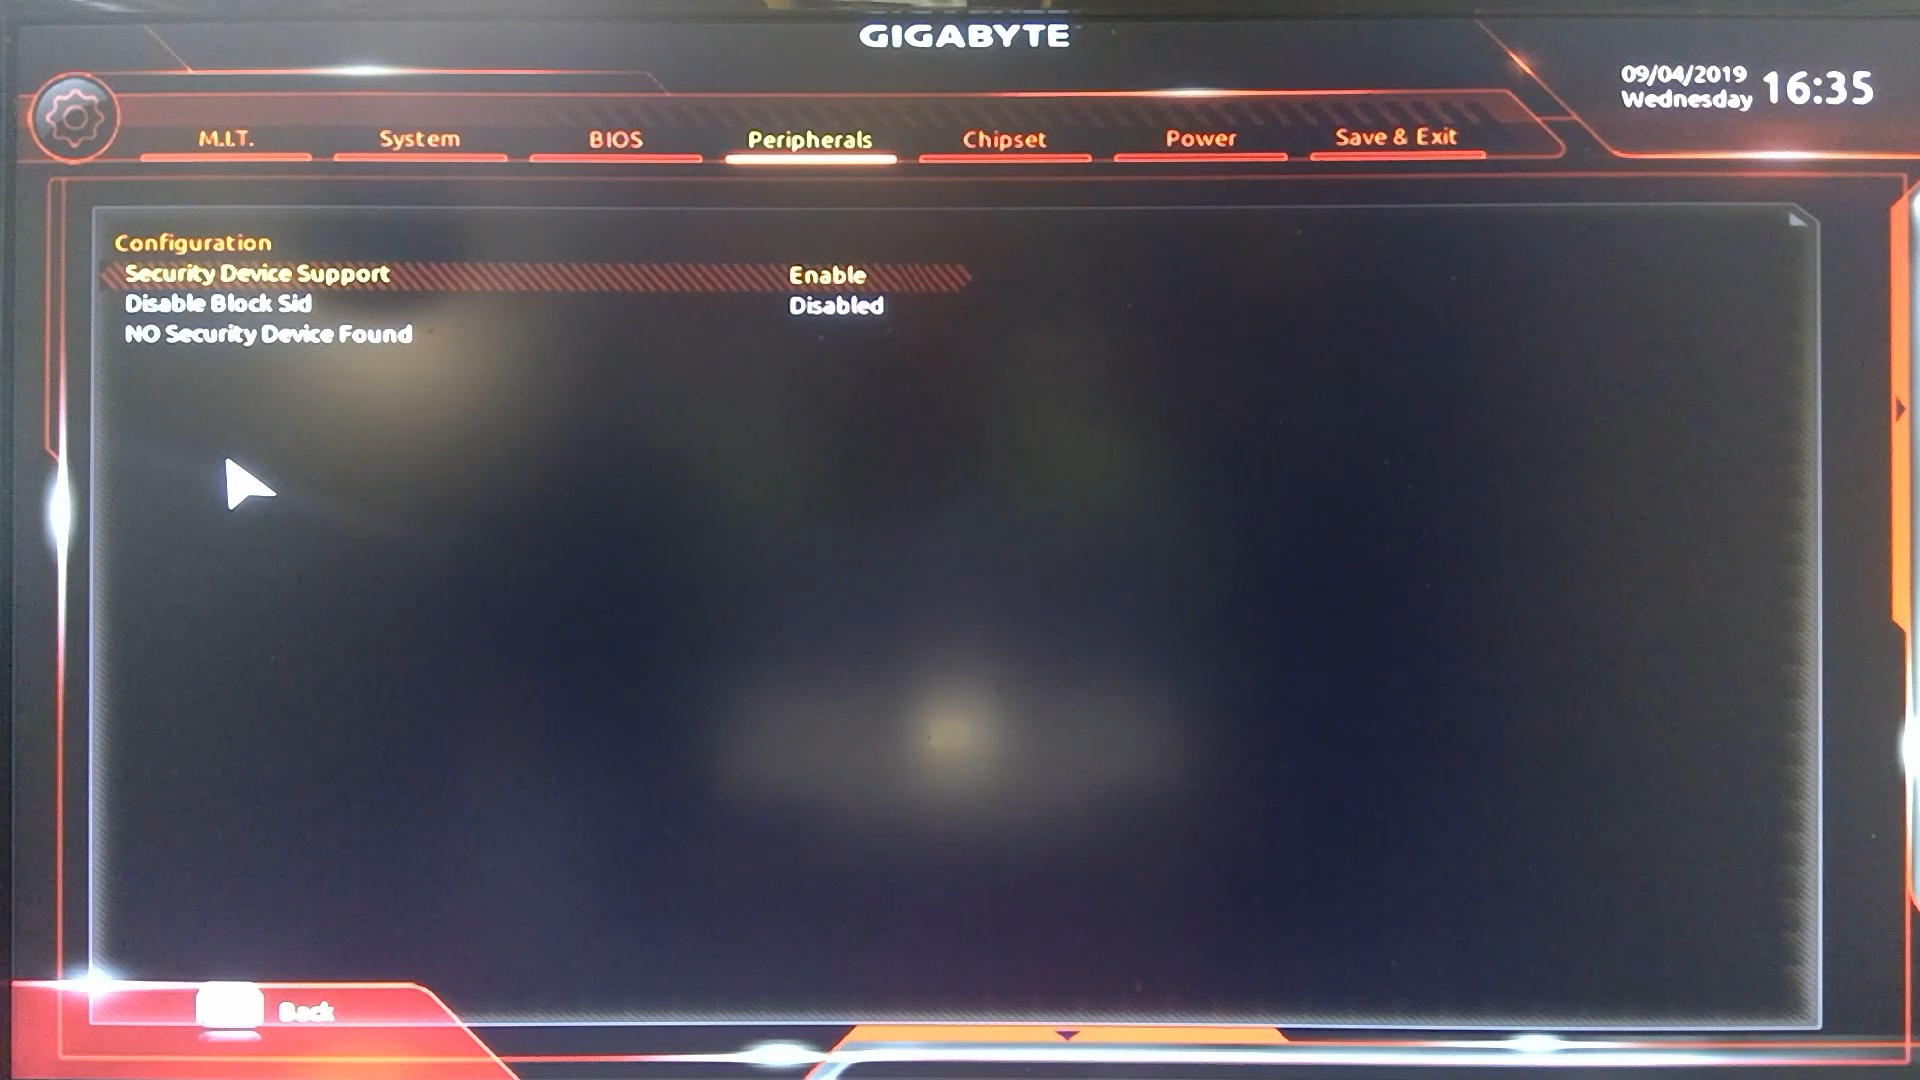 GIGABYTE
09/04/2019
Wednesday
16:35
M.I.T.
System
BIOS
Peripherals
Chipset
Power
Save & Exit
Configuration
Security Device Support Enable
Disable Block Sid Disabled
NO Security Device Found
Back